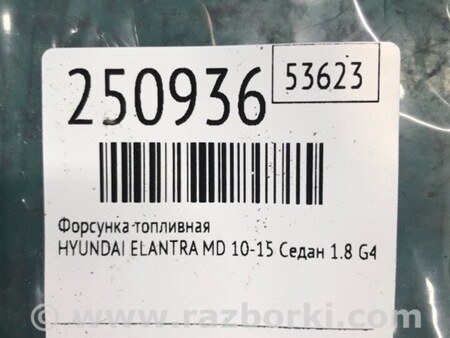 250936
53623
Форсунка топливная
HYUNDAI ELANTRA MD 10-15 Седан 1.8 G4
© www.razborki.com